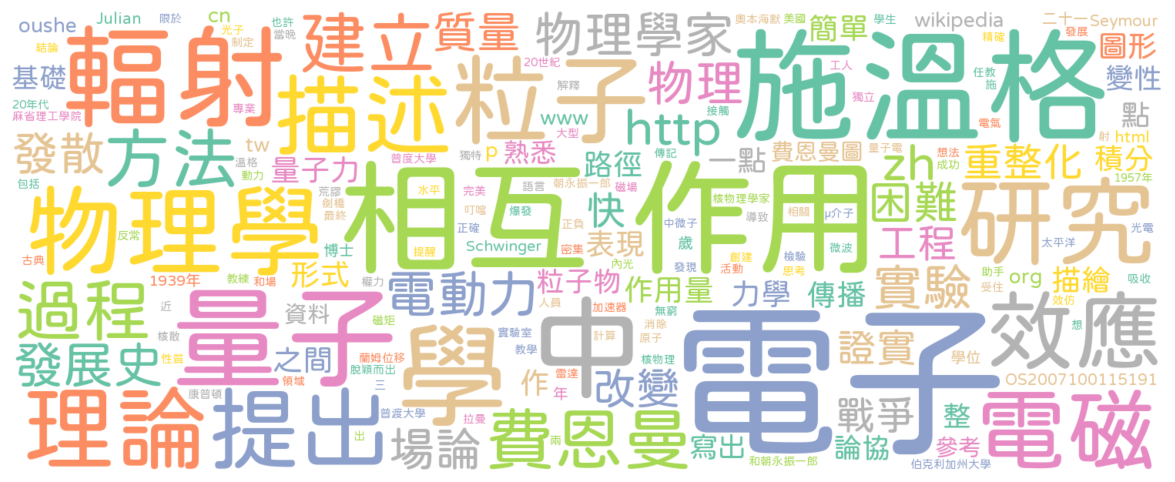 oushe
Julian
限於
cn
也許
當晚
光子
制定
結論
輻射
建立
質量
物理學家
20世紀
解釋
奧本海默
美國
簡單
學生
wikipedia
二十一
Seymour
發展
精確
圖形
基礎
描述
粒子
物理
工人
施溫格
任教
施
變性
20年代
麻省理工學院
專業
www
大型
接觸
http
獨立
電氣
點
射
html
發散
方法
tw
溫格
動力
量子力
普度大學
獨特
p
熟悉
路徑
傳記
一點
費恩曼圖
量子電
zh
想法
成功
重整化
積分
1957年
包括
荒謬
劍橋
最終
物理學
相互作用
水平
完美
叮噹
正確
語言
爆發
朝永振一郎
磁場
正負
快
中微子
核物理學家
導致
相關
μ介子
困難
研究
光電
反常
古典
博士
提醒
Schwinger
密集
表現
歲
創建
檢驗
微波
工程
太平洋
1939年
教練
和場
形式
權力
內光
發現
活動
思考
過程
近
資料
電動力
粒子物
作用量
力學
傳播
實驗
助手
受住
org
描繪
吸收
效仿
磁矩
人員
加速器
無窮
量子
核散
學
實驗室
中
計算
消除
原子
電子
證實
學位
效應
想
發展史
性質
之間
領域
蘭姆位移
脫穎而出
教學
作
雷達
年
核物理
改變
OS2007100115191
三
康普頓
理論
提出
普渡大學
拉曼
戰爭
整
電磁
出
場論
費恩曼
兩
寫出
和朝永振一郎
論協
參考
伯克利加州大學